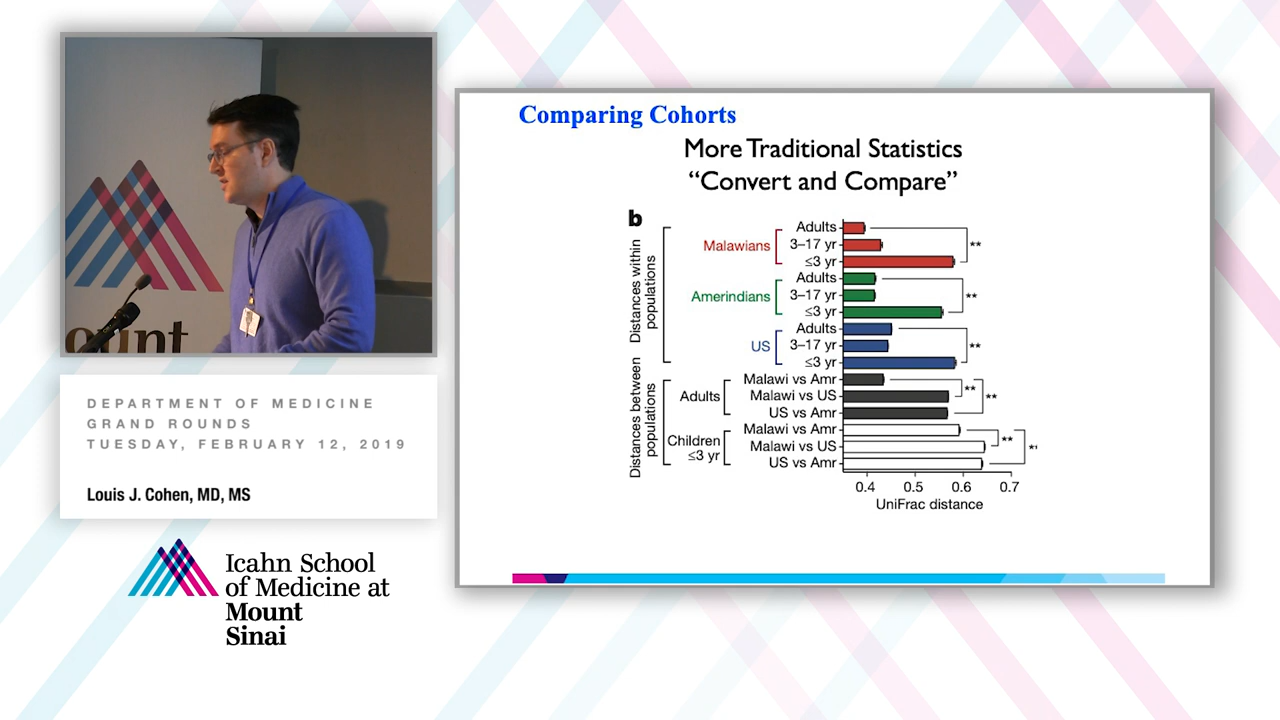 ount
DEPARTMENT OF MEDICINE
GRAND ROUNDS
TUESDAY, FEBRUARY 12, 2019
Louis J. Cohen, MD, MS
Icahn School
of Medicine at
Mount
Sinai
Comparing Cohorts
More Traditional Statistics
“Convert and Compare”
b
Distances within
populations
Malawians
Adults
3–17 yr
≤3 yr
**
Amerindians
Adults
3–17 yr
≤3 yr
**
US
Adults
3–17 yr
≤3 yr
**
Distances between
populations
Adults
Malawi vs Amr
Malawi vs US
US vs Amr
**
**
Children
≤3 yr
Malawi vs Amr
Malawi vs US
US vs Amr
**
0.4 0.5 0.6 0.7
UniFrac distance